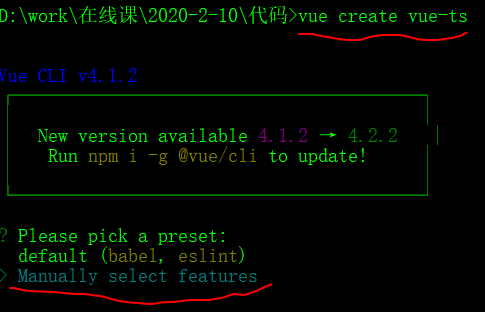 D:\work\在线课\2020-2-10\代码>vue create vue-ts
Vue CLI v4.1.2
New version available 4.1.2 → 4.2.2
Run npm i -g @vue/cli to update!
? Please pick a preset:
default (babel, eslint)
> Manually select features